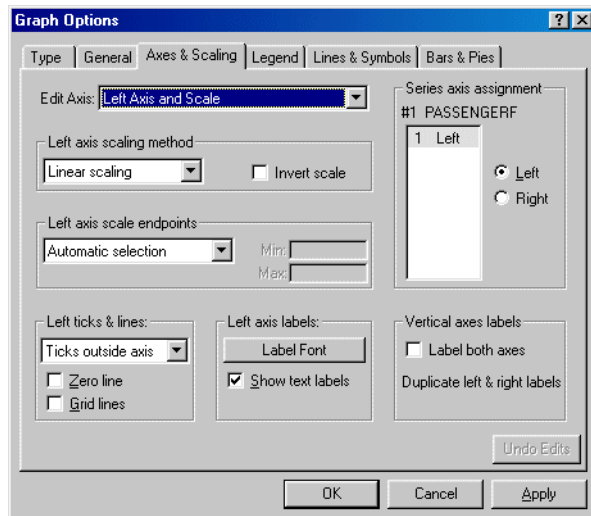 Graph Options
Type General Axes & Scaling Legend Lines & Symbols Bars & Pies
Edit Axis: Left Axis and Scale
Series axis assignment
#1 PASSENGERF
1 Left
Left
Right
Left axis scaling method
Linear scaling Invert scale
Left axis scale endpoints
Automatic selection Min:
Max:
Left ticks & lines:
Ticks outside axis
Zero line
Grid lines
Left axis labels:
Label Font
Show text labels
Vertical axes labels
Label both axes
Duplicate left & right labels
Undo Edits
OK Cancel Apply